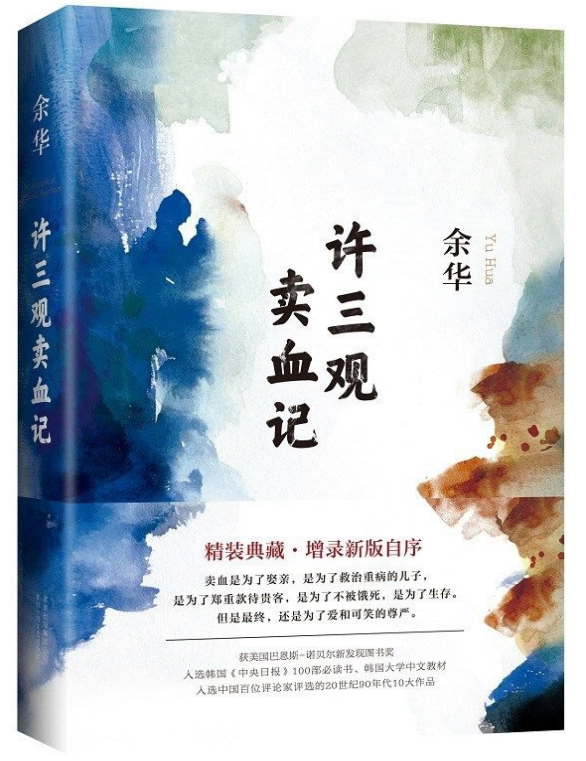 余华
许三观卖血记
许三观
卖血记
余华
Yu Hua
精装典藏·增录新版自序
卖血是为了娶亲，是为了救治重病的儿子，
是为了郑重款待贵客，是为了不被饿死，是为了生存。
但是最终，还是为了爱和可笑的尊严。
获美国巴恩斯-诺贝尔新发现图书奖
入选韩国《中央日报》100部必读书、韩国大学中文教材
入选中国百位评论家评选的20世纪90年代10大作品